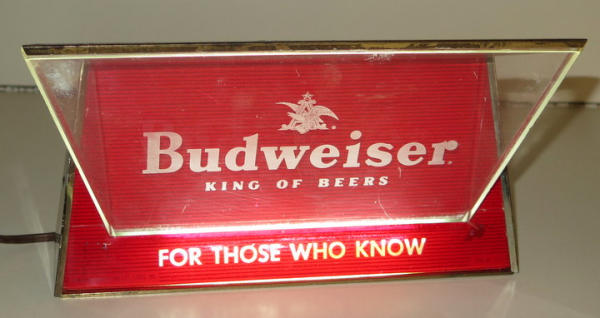 Budweiser
KING OF BEERS
FOR THOSE WHO KNOW